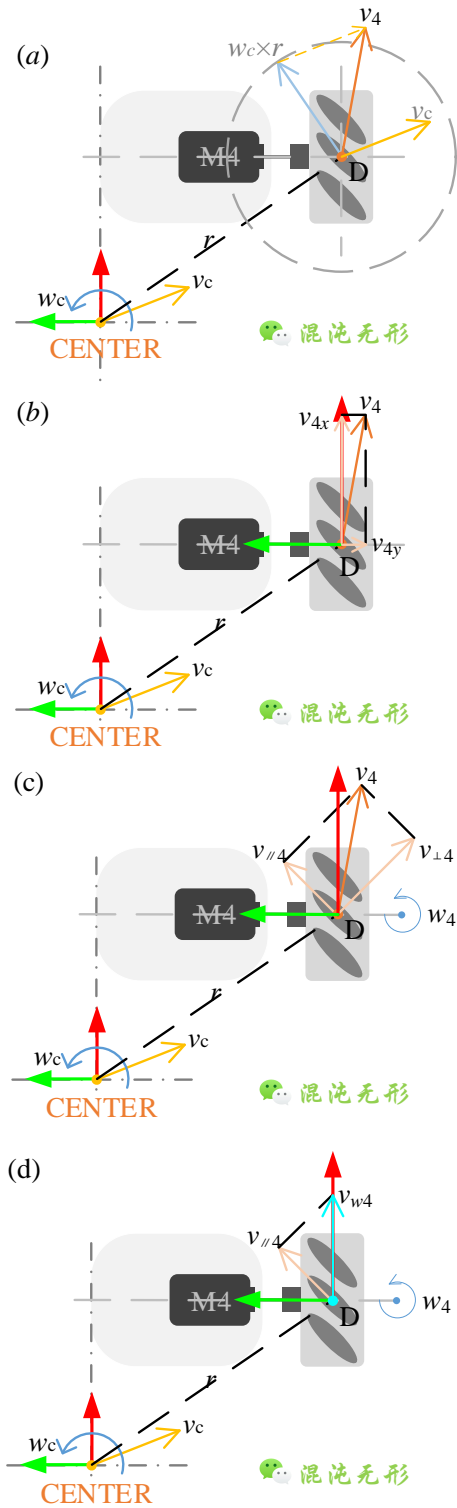 (a)
v4
wc×r
vc
M4
D
r
wc
vc
CENTER
混沌无形
(b)
v4
v4x
M4
v4y
D
r
wc
vc
CENTER
混沌无形
(c)
v4
v//4
v⊥4
M4
D
w4
r
wc
vc
CENTER
混沌无形
(d)
vw4
v//4
M4
w4
D
r
wc
vc
CENTER
混沌无形